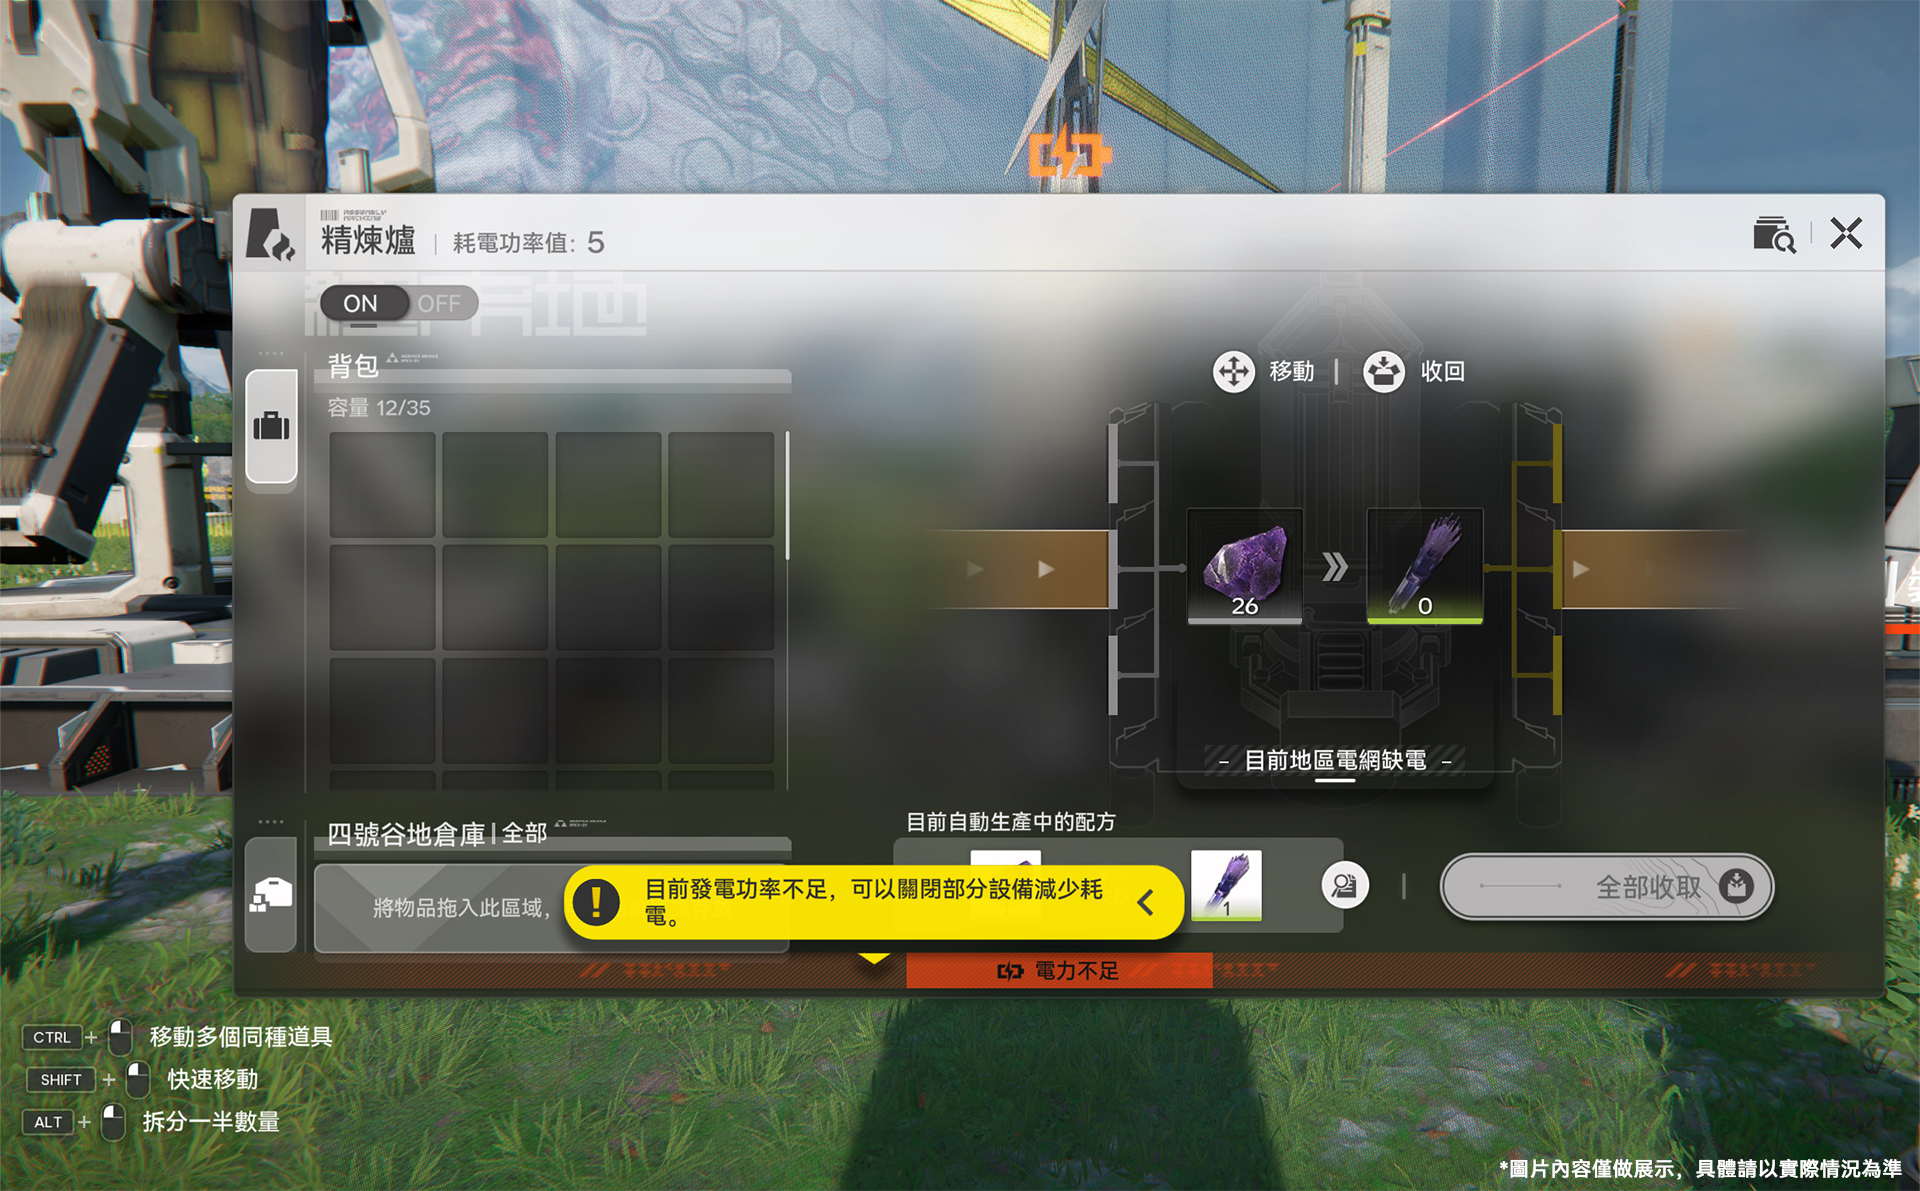 精煉爐
耗電功率值: 5
ON OFF
背包
容量 12/35
移動 | 收回
26
0
- 目前地區電網缺電 -
四號谷地倉庫 | 全部
將物品拖入此區域,
目前自動生產中的配方
1
全部收取
目前發電功率不足，可以關閉部分設備減少耗
電。
電力不足
CTRL + 移動多個同種道具
SHIFT + 快速移動
ALT + 拆分一半數量
*圖片內容僅做展示，具體請以實際情況為準